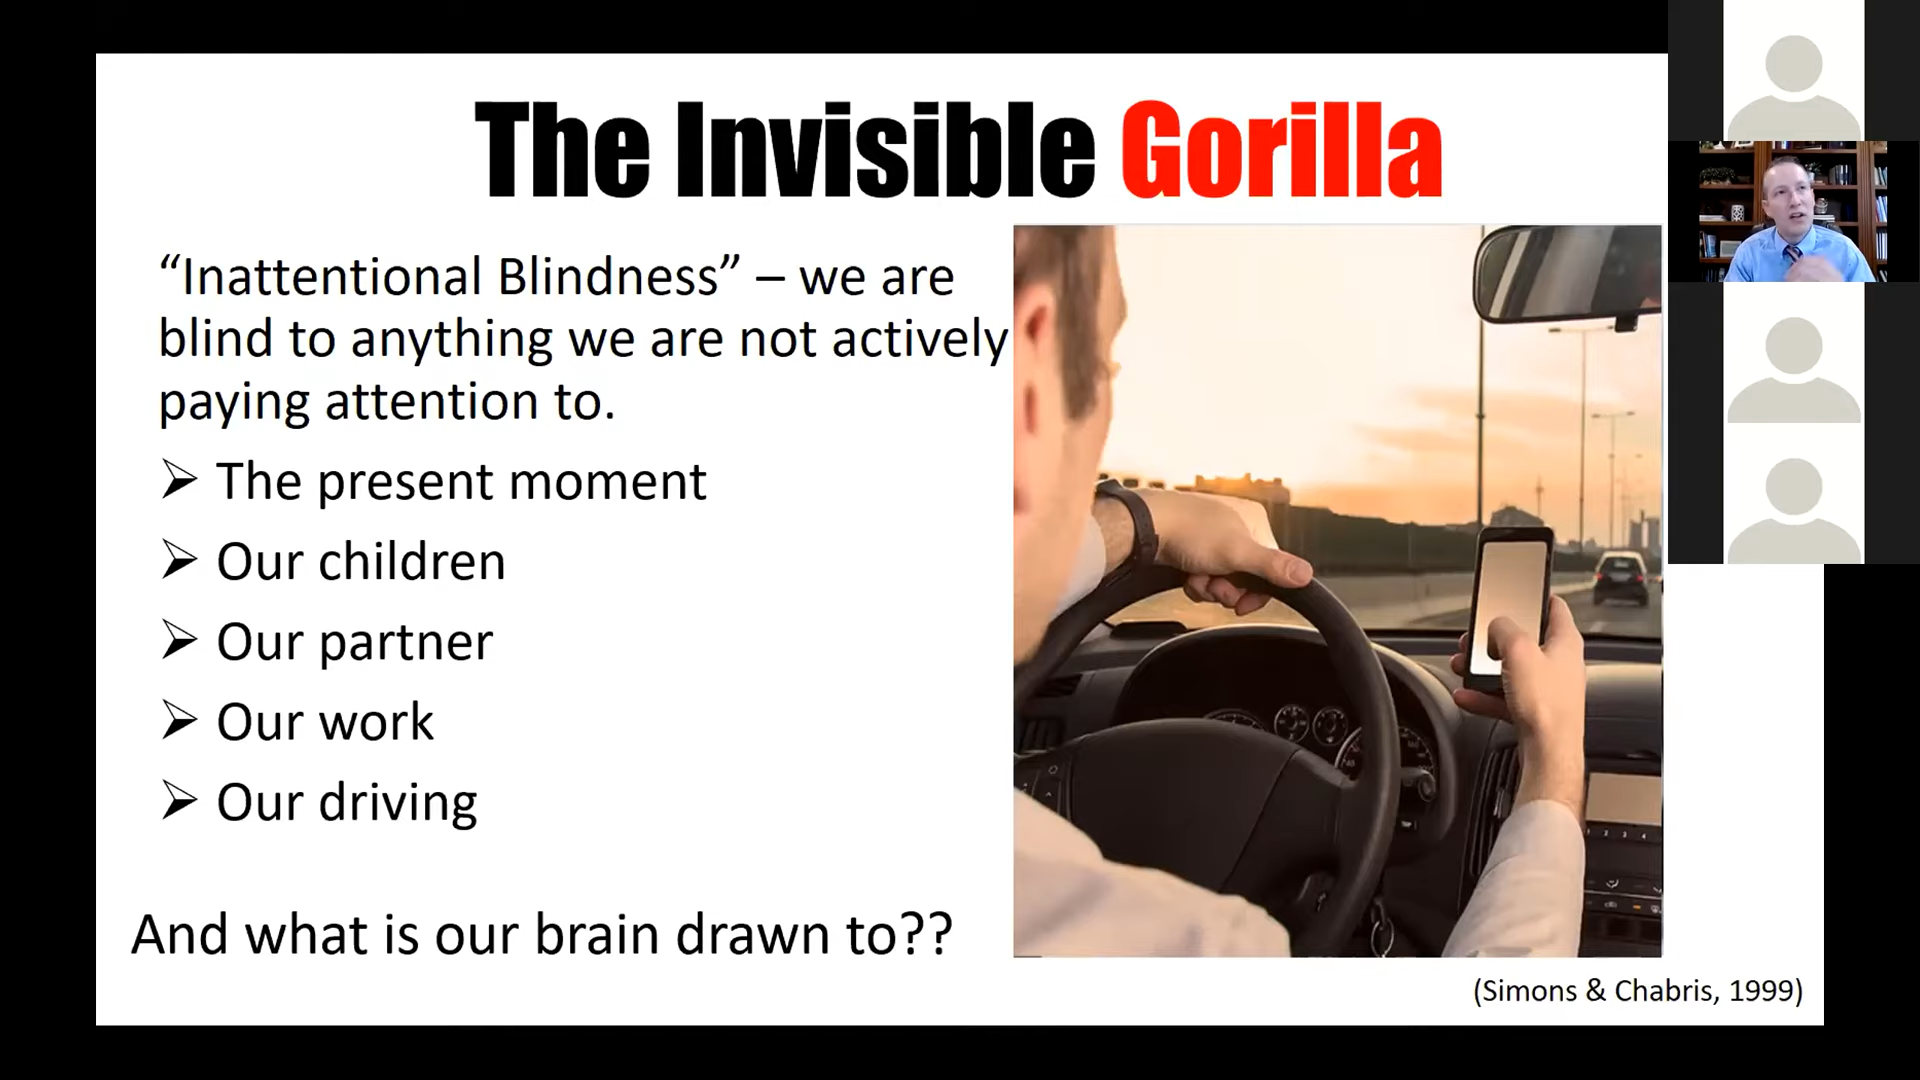 The Invisible Gorilla
“Inattentional Blindness” – we are
blind to anything we are not actively
paying attention to.
➢ The present moment
➢ Our children
➢ Our partner
➢ Our work
➢ Our driving
And what is our brain drawn to??
(Simons & Chabris, 1999)